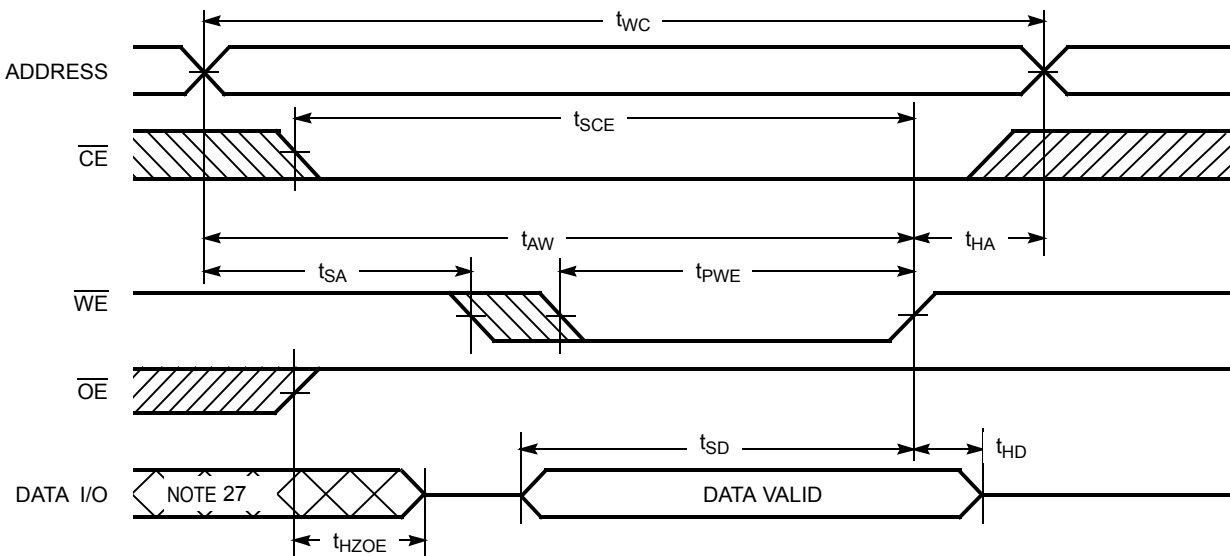 tWC
ADDRESS
tSCE
CE
tAW
tHA
tSA
tPWE
WE
OE
tSD
tHD
DATA I/O
NOTE 27
DATA VALID
tHZOE